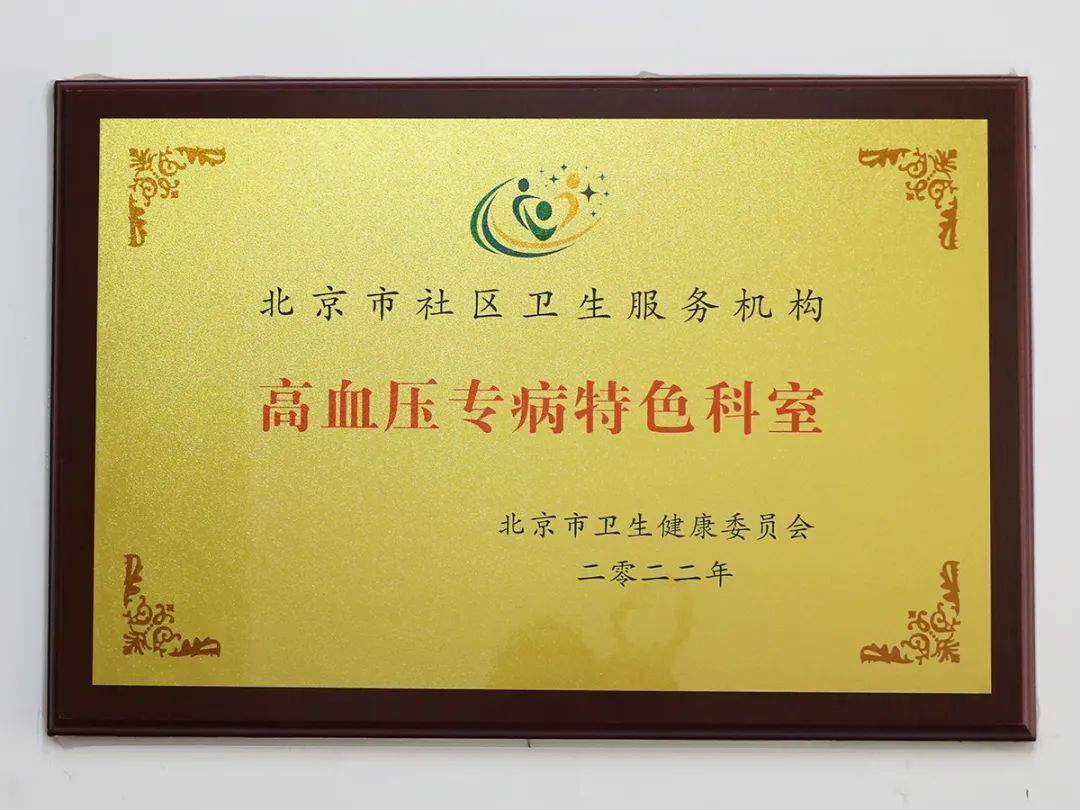 北京市社区卫生服务机构
高血压专病特色科室
北京市卫生健康委员会
二零二二年